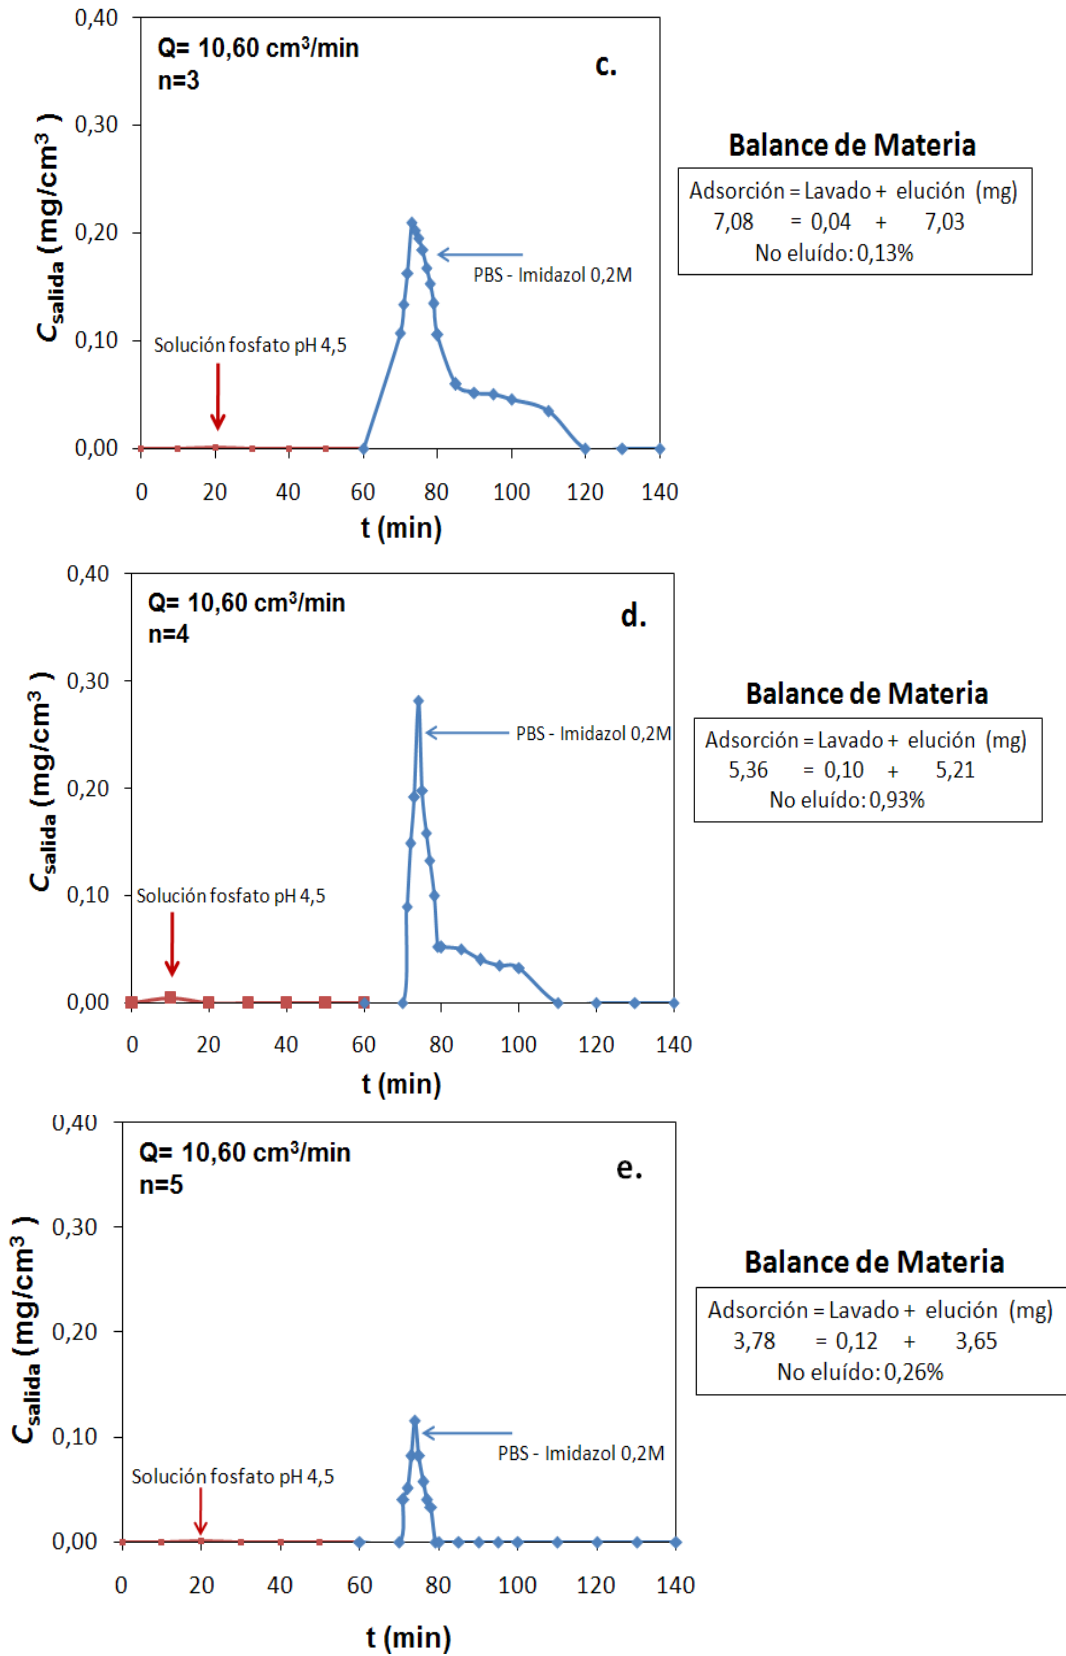 0,40
Q= 10,60 cm³/min
n=3
c.
0,30
0,20
0,10
0,00
C salida (mg/cm³)
PBS - Imidazol 0,2M
Solución fosfato pH 4,5
0 20 40 60 80 100 120 140
t (min)
Balance de Materia
Adsorción = Lavado + elución (mg)
7,08 = 0,04 + 7,03
No eluído: 0,13%
0,40
Q= 10,60 cm³/min
n=4
d.
0,30
0,20
0,10
0,00
C salida (mg/cm³)
PBS - Imidazol 0,2M
Solución fosfato pH 4,5
0 20 40 60 80 100 120 140
t (min)
Balance de Materia
Adsorción = Lavado + elución (mg)
5,36 = 0,10 + 5,21
No eluído: 0,93%
0,40
Q= 10,60 cm³/min
n=5
e.
0,30
0,20
0,10
0,00
C salida (mg/cm³)
PBS - Imidazol 0,2M
Solución fosfato pH 4,5
0 20 40 60 80 100 120 140
t (min)
Balance de Materia
Adsorción = Lavado + elución (mg)
3,78 = 0,12 + 3,65
No eluído: 0,26%